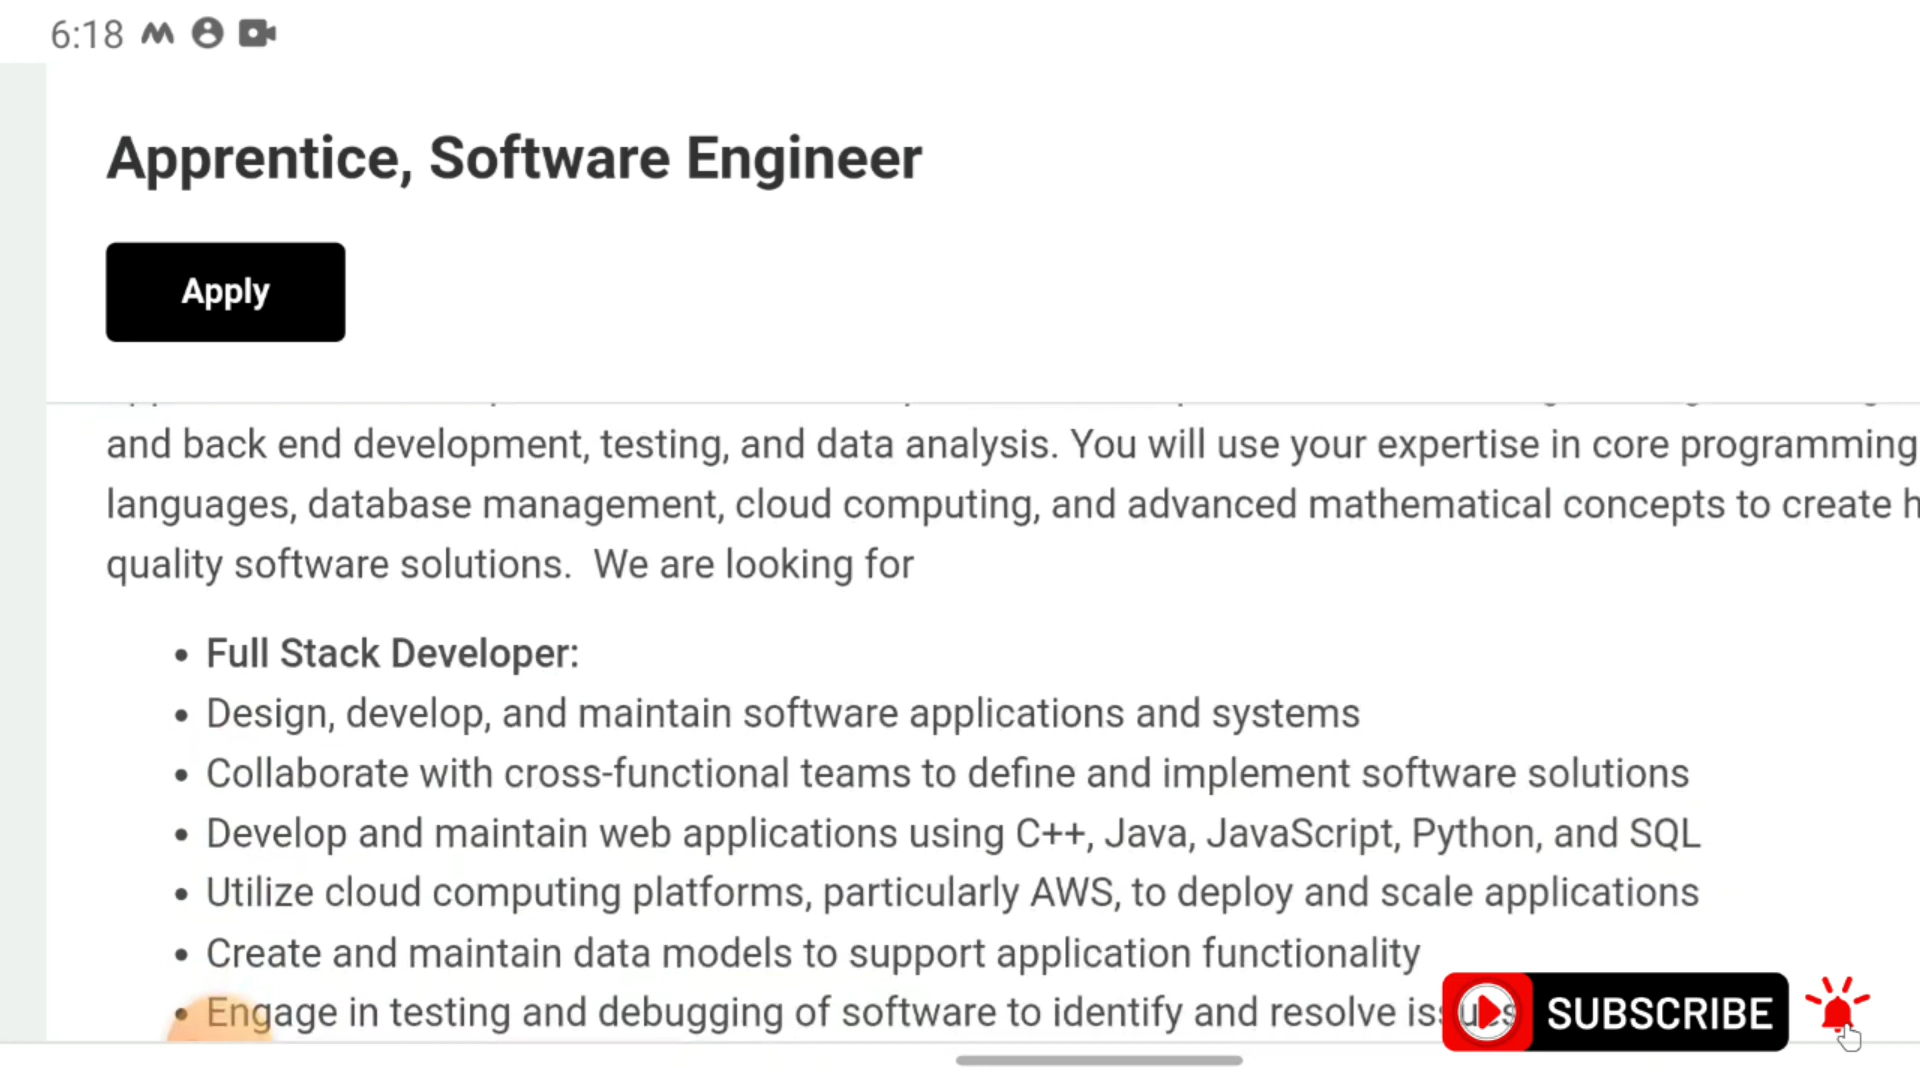 6:18
Apprentice, Software Engineer
Apply
and back end development, testing, and data analysis. You will use your expertise in core programming
languages, database management, cloud computing, and advanced mathematical concepts to create
quality software solutions.  We are looking for
• Full Stack Developer:
• Design, develop, and maintain software applications and systems
• Collaborate with cross-functional teams to define and implement software solutions
• Develop and maintain web applications using C++, Java, JavaScript, Python, and SQL
• Utilize cloud computing platforms, particularly AWS, to deploy and scale applications
• Create and maintain data models to support application functionality
• Engage in testing and debugging of software to identify and resolve issues
SUBSCRIBE